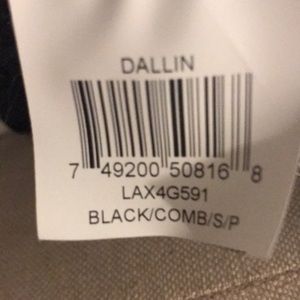 DALLIN
7 49200 50816 8
LAX4G591
BLACK/COMB/S/P